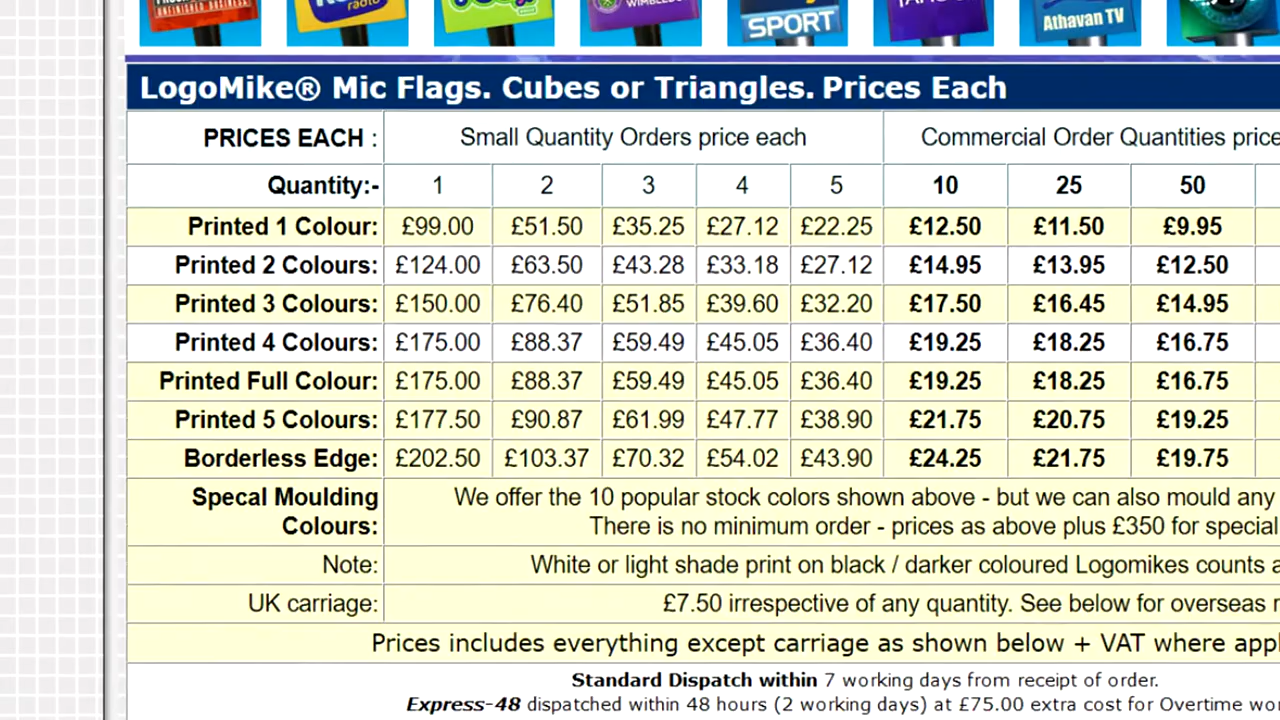 radio
WIMBLEDON
SPORT
Athavan TV
LogoMike® Mic Flags. Cubes or Triangles. Prices Each
PRICES EACH : Small Quantity Orders price each Commercial Order Quantities price
Quantity:- 1 2 3 4 5 10 25 50
Printed 1 Colour: £99.00 £51.50 £35.25 £27.12 £22.25 £12.50 £11.50 £9.95
Printed 2 Colours: £124.00 £63.50 £43.28 £33.18 £27.12 £14.95 £13.95 £12.50
Printed 3 Colours: £150.00 £76.40 £51.85 £39.60 £32.20 £17.50 £16.45 £14.95
Printed 4 Colours: £175.00 £88.37 £59.49 £45.05 £36.40 £19.25 £18.25 £16.75
Printed Full Colour: £175.00 £88.37 £59.49 £45.05 £36.40 £19.25 £18.25 £16.75
Printed 5 Colours: £177.50 £90.87 £61.99 £47.77 £38.90 £21.75 £20.75 £19.25
Borderless Edge: £202.50 £103.37 £70.32 £54.02 £43.90 £24.25 £21.75 £19.75
Specal Moulding We offer the 10 popular stock colors shown above - but we can also mould any
Colours: There is no minimum order - prices as above plus £350 for special
Note: White or light shade print on black / darker coloured Logomikes counts a
UK carriage: £7.50 irrespective of any quantity. See below for overseas
Prices includes everything except carriage as shown below + VAT where appl
Standard Dispatch within 7 working days from receipt of order.
Express-48 dispatched within 48 hours (2 working days) at £75.00 extra cost for Overtime wo